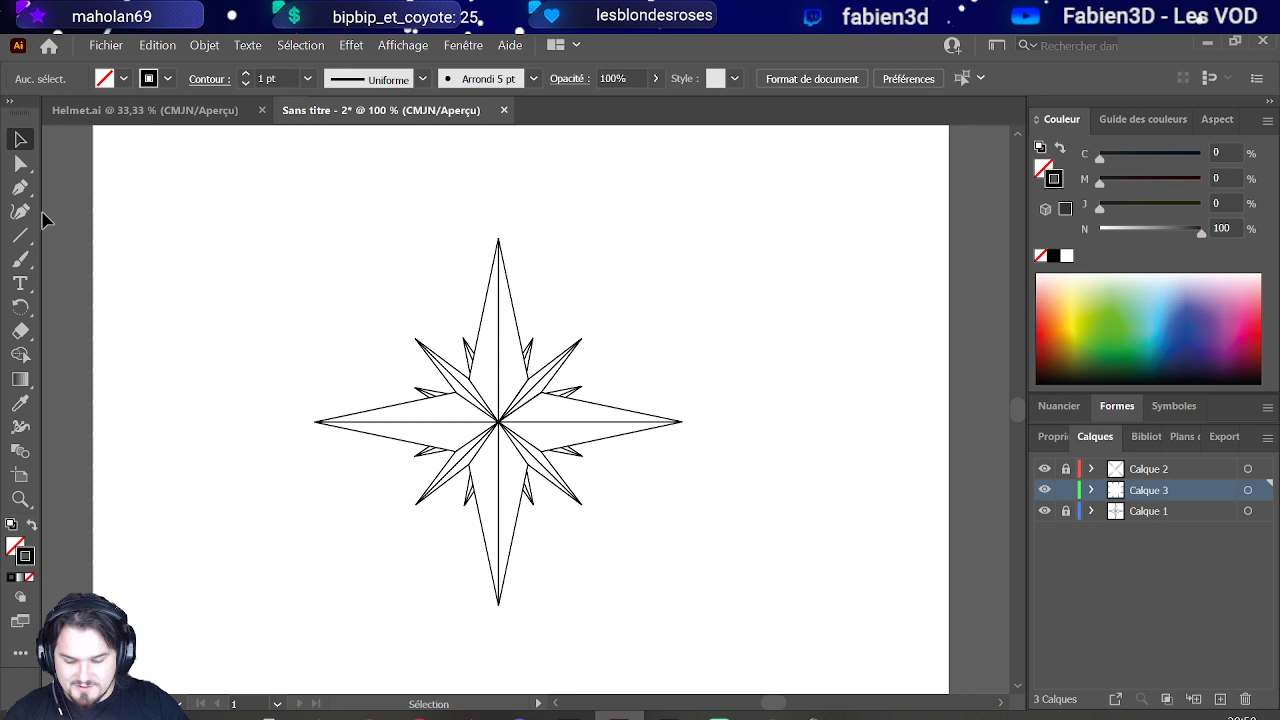 maholan69
bipbip_et_coyote: 25
lesblondesroses
fabien3d
Fabien3D - Les VOD
Ai
Fichier
Edition
Objet
Texte
Sélection
Effet
Affichage
Fenêtre
Aide
Rechercher dan
Auc. sélect.
Contour :
1 pt
Uniforme
Arrondi 5 pt
Opacité :
100%
Style :
Format de document
Préférences
Helmet.ai @ 33,33 % (CMJN/Aperçu)
Sans titre - 2* @ 100 % (CMJN/Aperçu)
Couleur
Guide des couleurs
Aspect
C 0 %
M 0 %
J 0 %
N 100 %
Nuancier
Formes
Symboles
Propri
Calques
Bibliot
Plans d
Export
Calque 2
Calque 3
Calque 1
3 Calques
1
Sélection